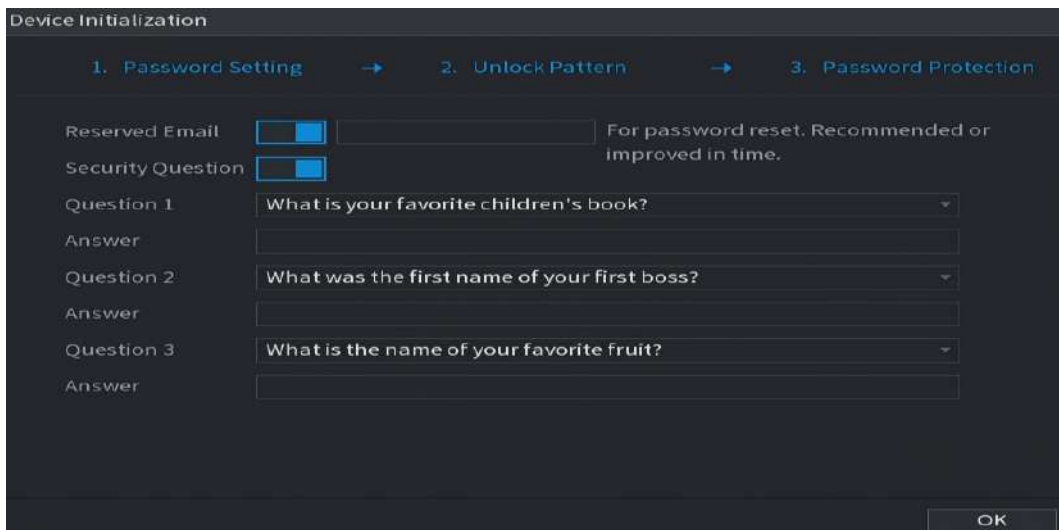 Device Initialization
1. Password Setting → 2. Unlock Pattern → 3. Password Protection
Reserved Email For password reset. Recommended or
improved in time.
Security Question
Question 1 What is your favorite children's book?
Answer
Question 2 What was the first name of your first boss?
Answer
Question 3 What is the name of your favorite fruit?
Answer
OK